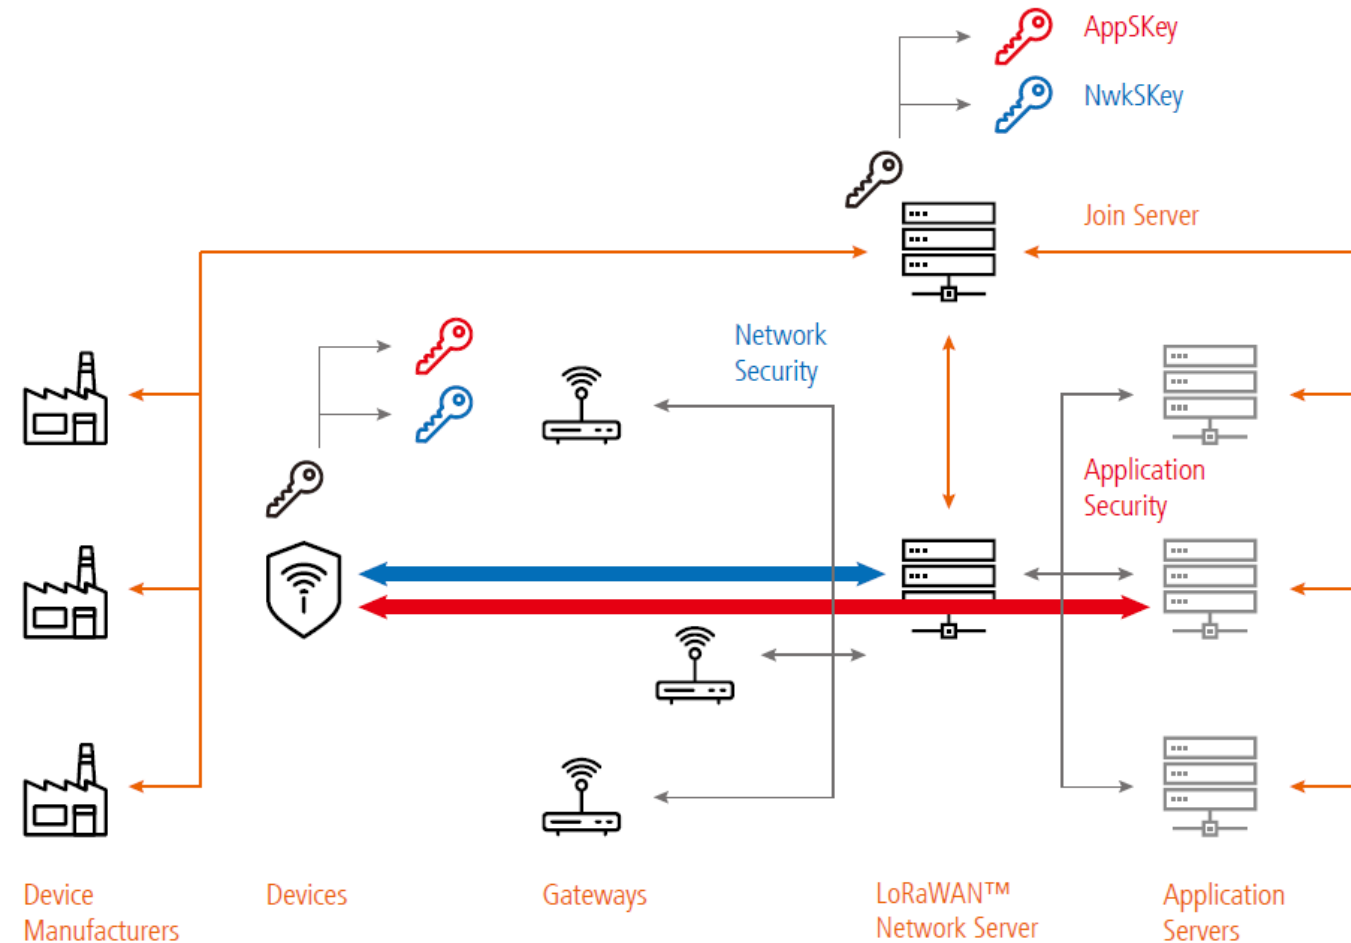 AppSKey
NwkSKey
Join Server
Network
Security
Application
Security
Device
Manufacturers
Devices
Gateways
LoRaWAN™
Network Server
Application
Servers